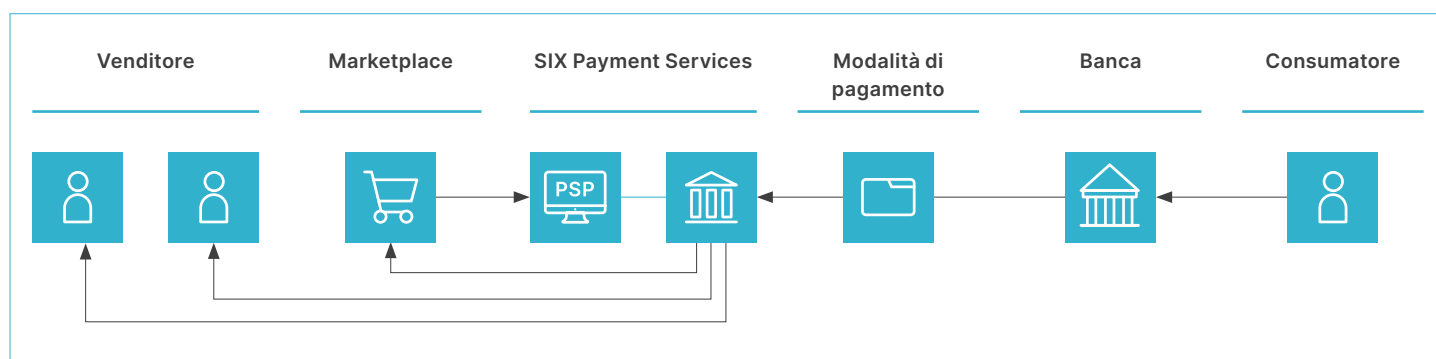 Venditore
Marketplace
SIX Payment Services
Modalità di
pagamento
Banca
Consumatore
PSP